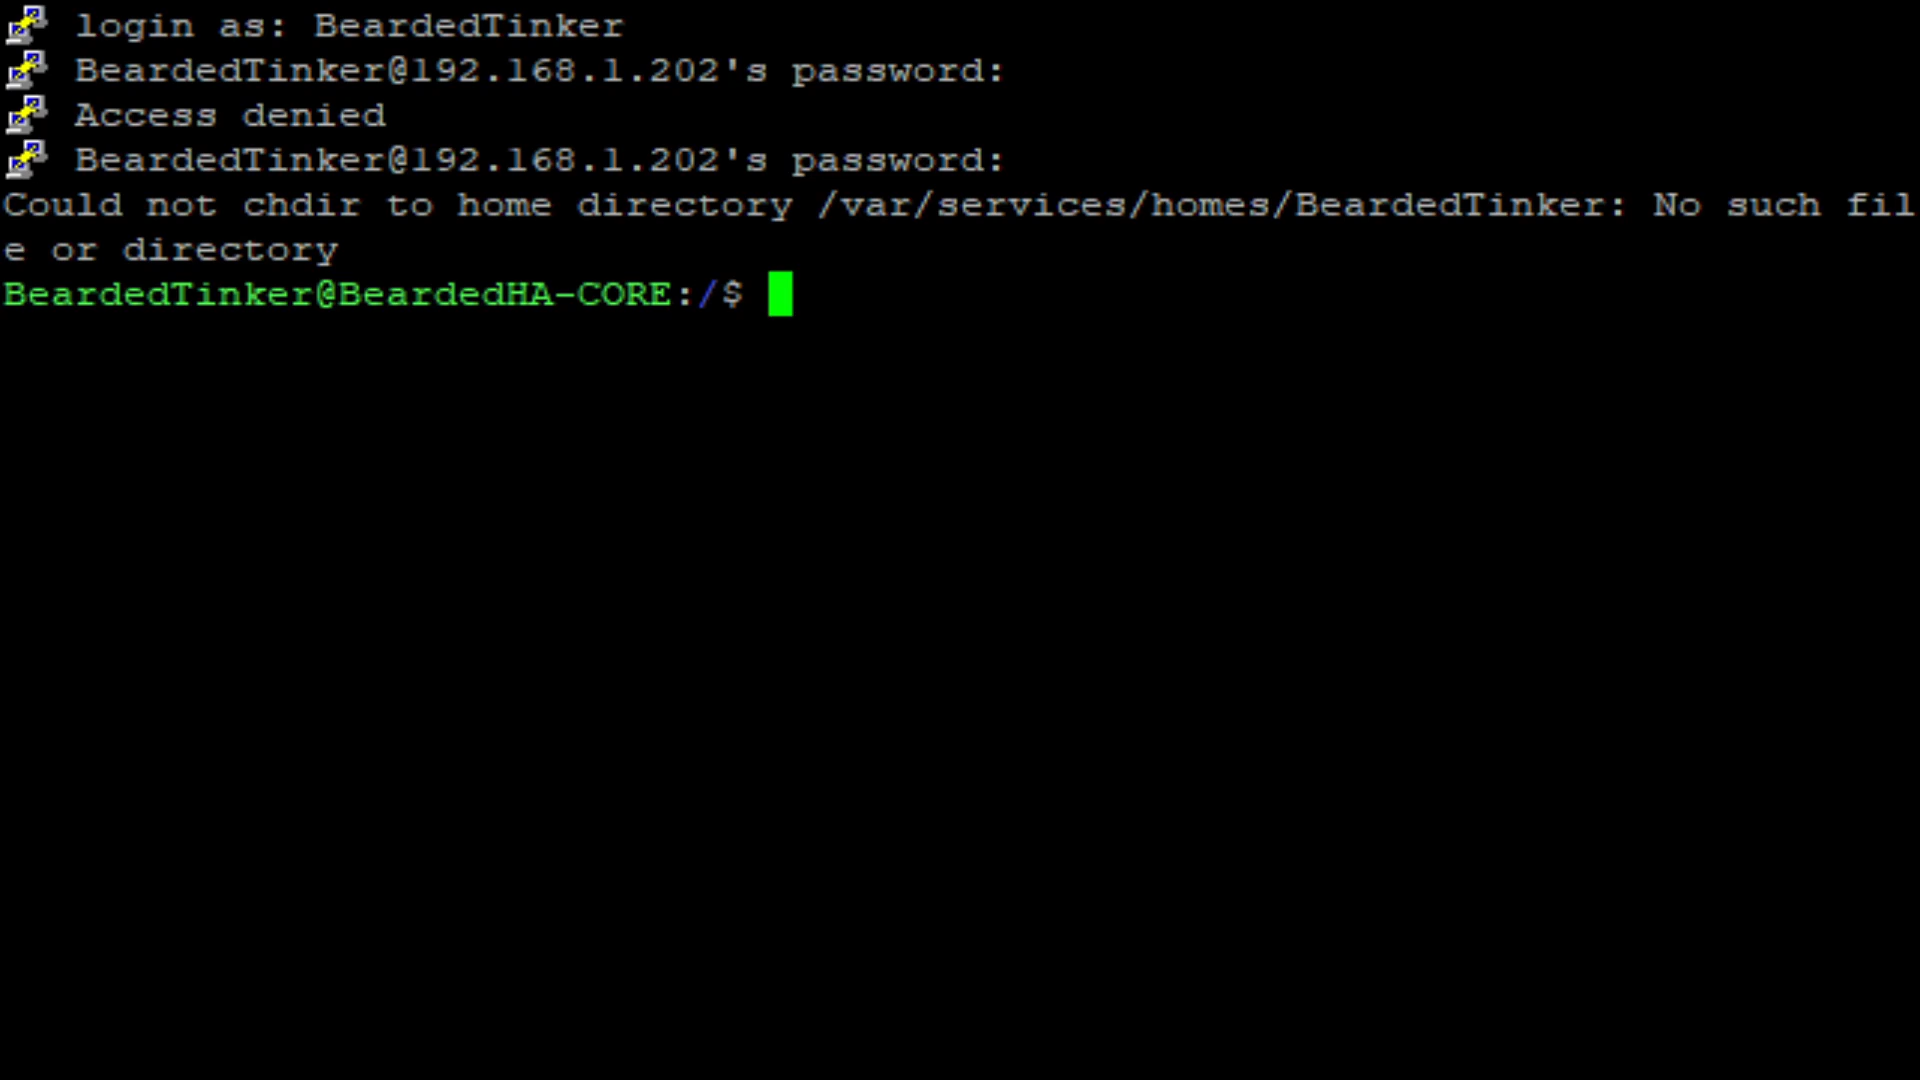 login as: BeardedTinker
BeardedTinker@192.168.1.202's password:
Access denied
BeardedTinker@192.168.1.202's password:
Could not chdir to home directory /var/services/homes/BeardedTinker: No such fil
e or directory
BeardedTinker@BeardedHA-CORE:/$